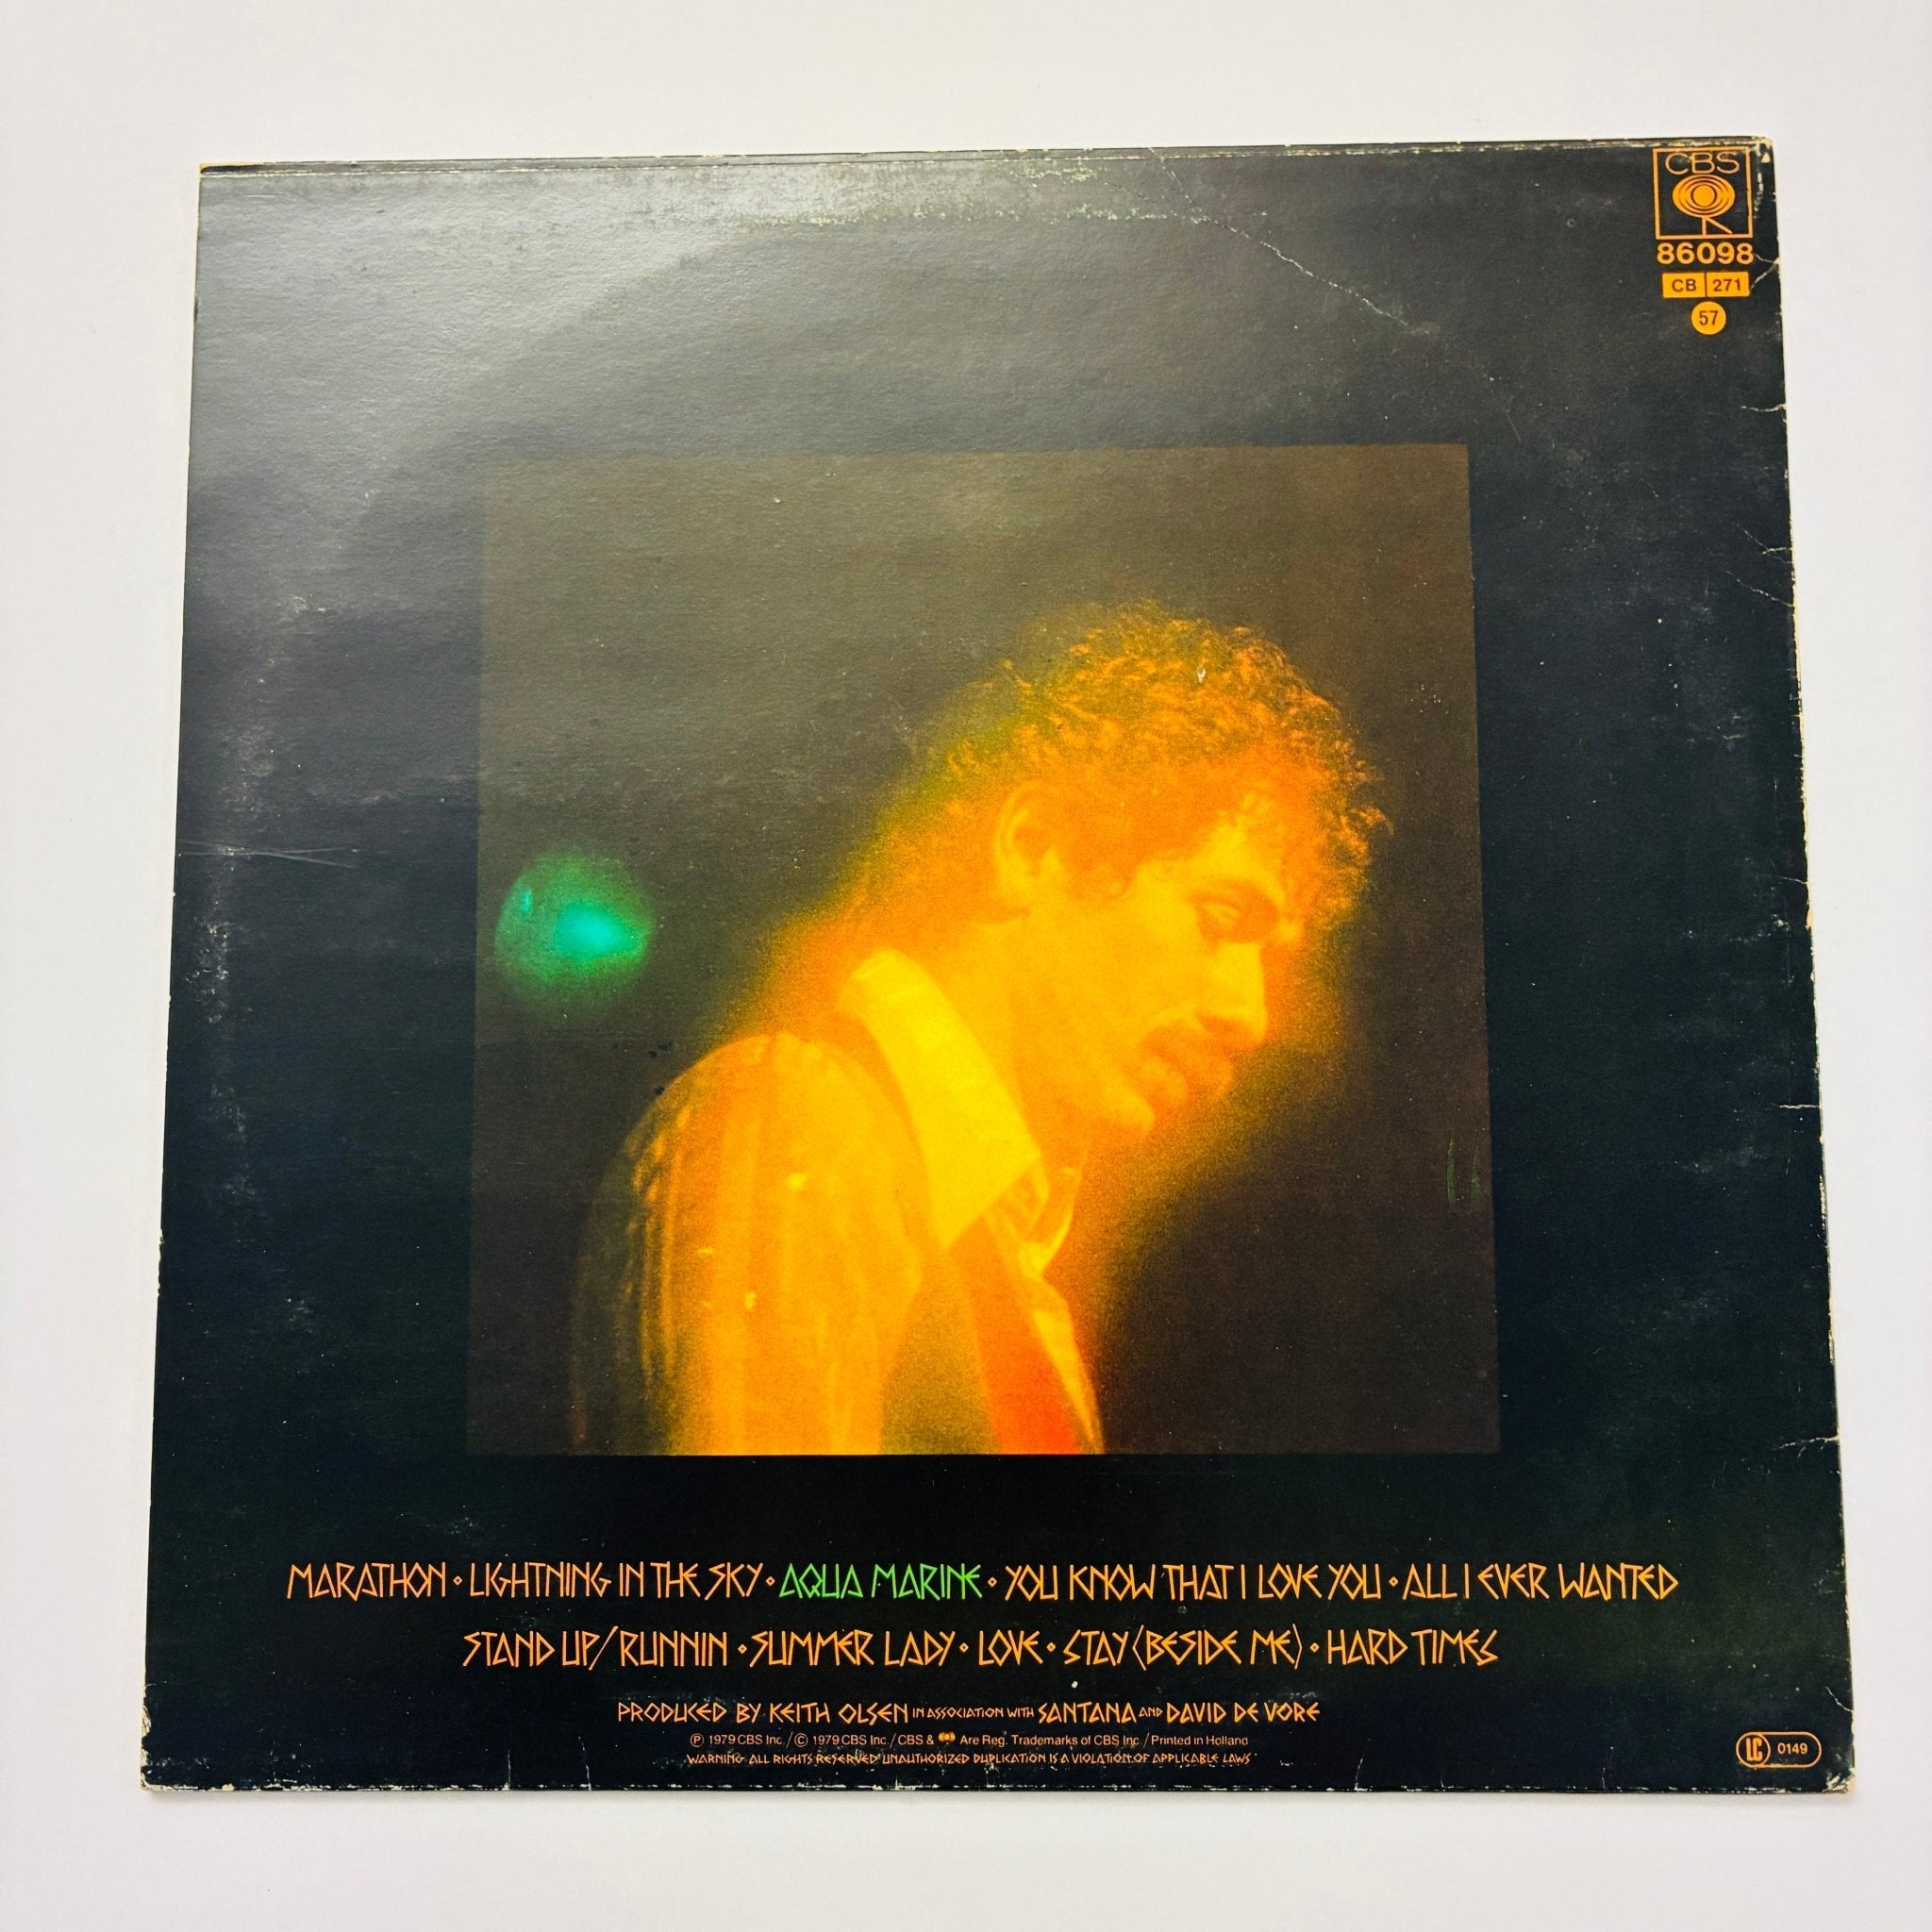 CBS
86098
CB 271
57
MARATHON • LIGHTNING IN THE SKY • AQUA MARINE • YOU KNOW THAT I LOVE YOU • ALL I EVER WANTED
STAND UP/RUNNIN • SUMMER LADY • LOVE • STAY (BESIDE ME) • HARD TIMES
PRODUCED BY KEITH OLSEN IN ASSOCIATION WITH SANTANA AND DAVID DE VORE
℗ 1979 CBS Inc./© 1979 CBS Inc./CBS & Are Reg. Trademarks of CBS Inc./Printed in Holland
WARNING: ALL RIGHTS RESERVED UNAUTHORIZED DUPLICATION IS A VIOLATION OF APPLICABLE LAWS
LC 0149